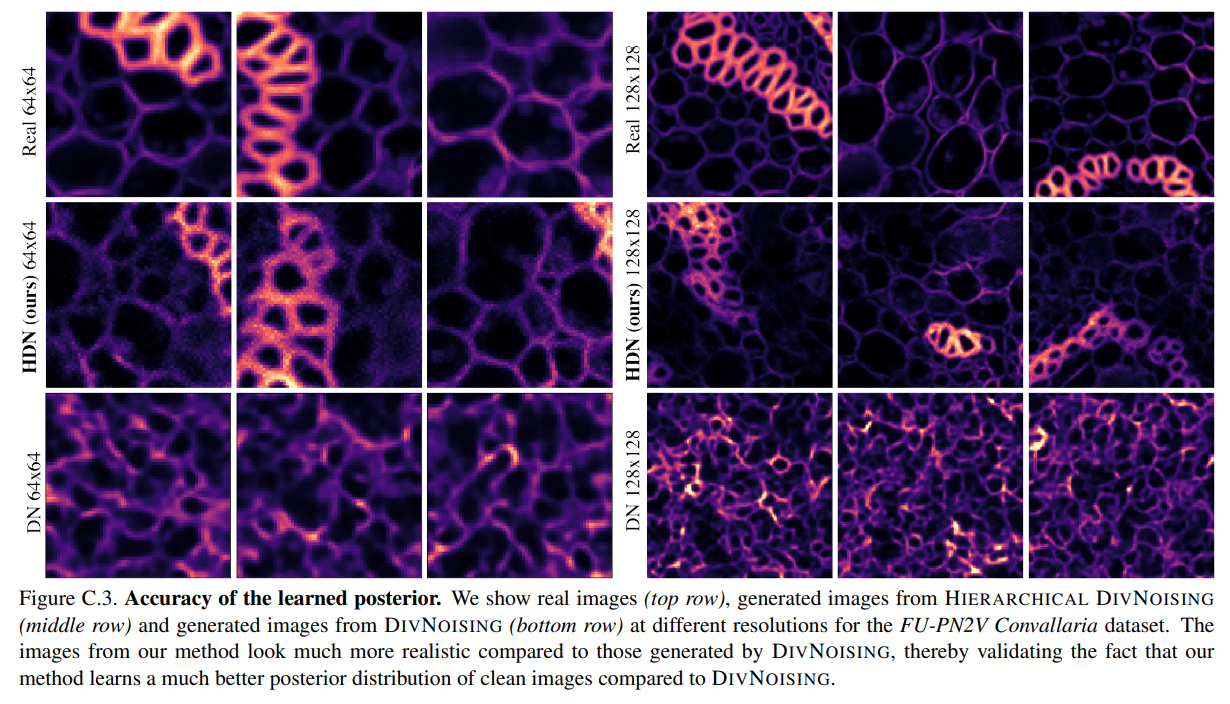 Real 64x64
Real 128x128
HDN (ours) 64x64
HDN (ours) 128x128
DN 64x64
DN 128x128
Figure C.3. Accuracy of the learned posterior. We show real images (top row), generated images from HIERARCHICAL DIVNOISING
(middle row) and generated images from DIVNOISING (bottom row) at different resolutions for the FU-PN2V Convallaria dataset. The
images from our method look much more realistic compared to those generated by DIVNOISING, thereby validating the fact that our
method learns a much better posterior distribution of clean images compared to DIVNOISING.